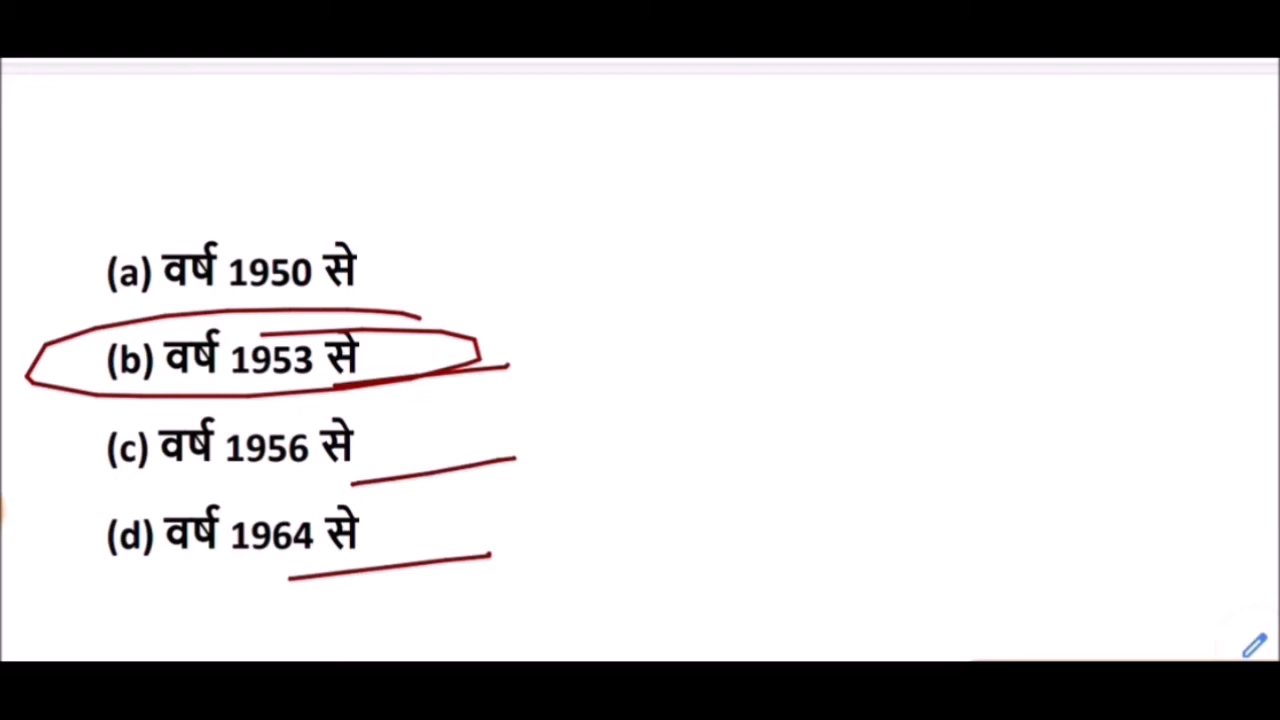 (a) वर्ष 1950 से
(b) वर्ष 1953 से
(c) वर्ष 1956 से
(d) वर्ष 1964 से